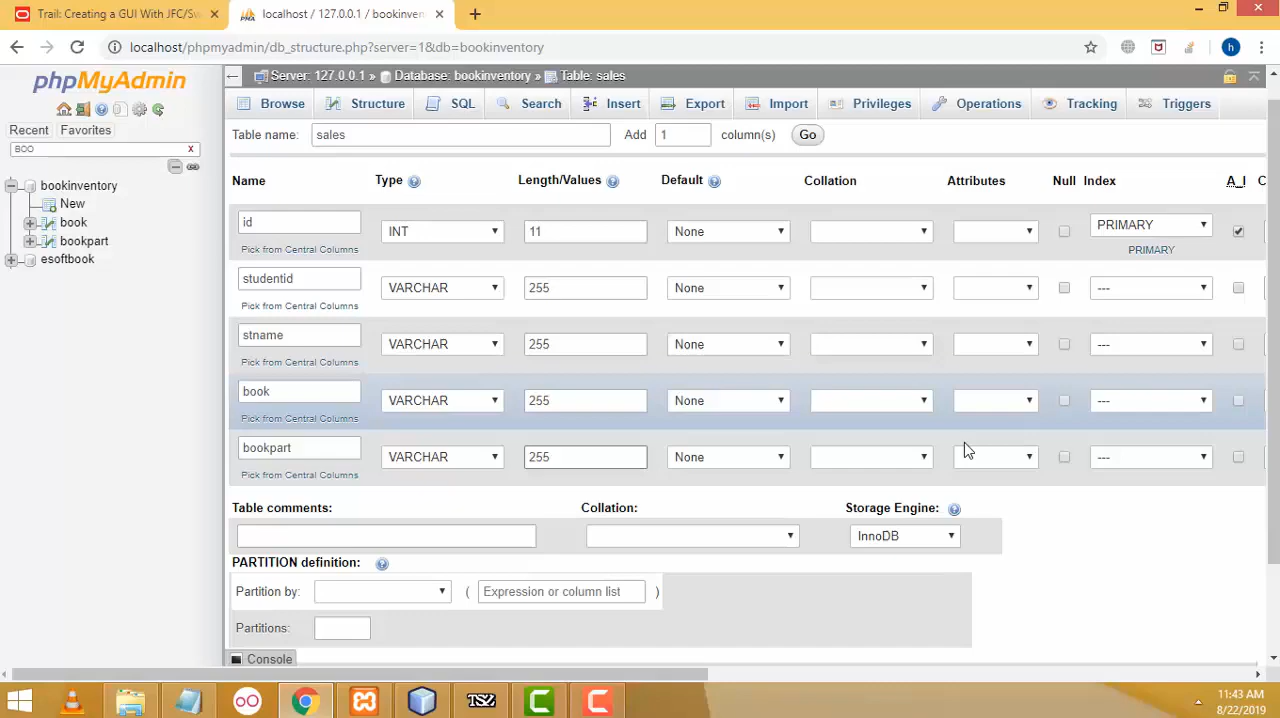 Trail: Creating a GUI With JFC/Sw
localhost / 127.0.0.1 / bookinven
localhost/phpmyadmin/db_structure.php?server=1&db=bookinventory
h
phpMyAdmin
Server: 127.0.0.1 » Database: bookinventory » Table: sales
Browse Structure SQL Search Insert Export Import Privileges Operations Tracking Triggers
Recent Favorites
BOO X
bookinventory
New
book
bookpart
esoftbook
Table name: sales Add 1 column(s) Go
Name Type Length/Values Default Collation Attributes Null Index A_I C
id INT 11 None PRIMARY
Pick from Central Columns PRIMARY
studentid VARCHAR 255 None ---
Pick from Central Columns
stname VARCHAR 255 None ---
Pick from Central Columns
book VARCHAR 255 None ---
Pick from Central Columns
bookpart VARCHAR 255 None ---
Pick from Central Columns
Table comments: Collation: Storage Engine:
InnoDB
PARTITION definition:
Partition by: ( Expression or column list )
Partitions:
Console
TS2
11:43 AM
8/22/2019